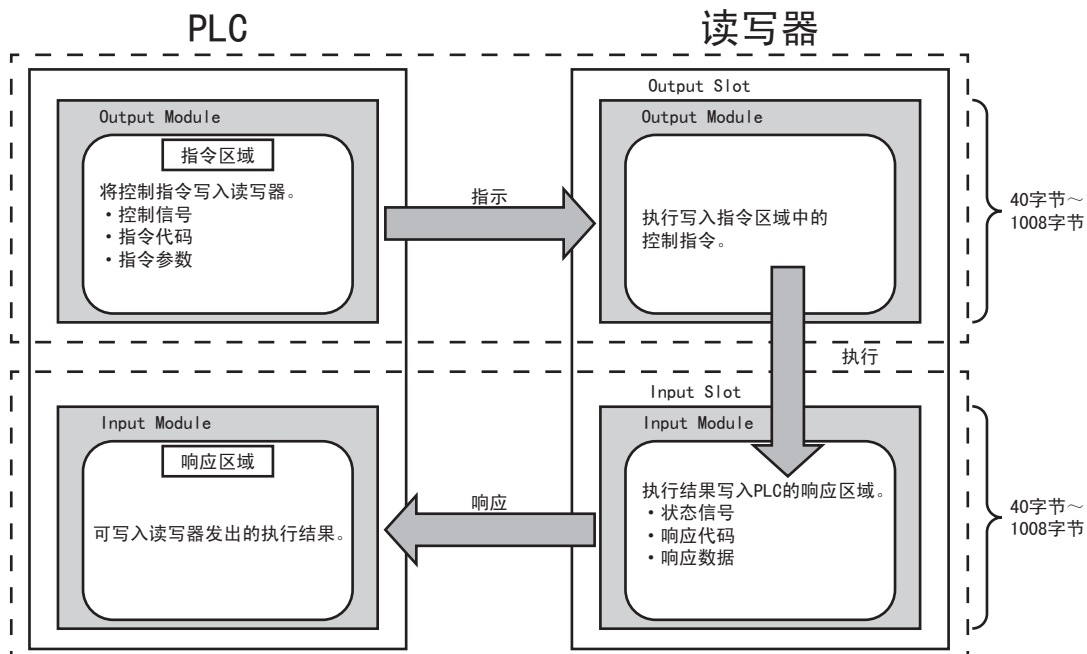 PLC
读写器
Output Slot
Output Module
Output Module
指令区域
将控制指令写入读写器。
・控制信号
・指令代码
・指令参数
指示
执行写入指令区域中的
控制指令。
40字节～
1008字节
执行
Input Slot
Input Module
Input Module
响应区域
可写入读写器发出的执行结果。
响应
执行结果写入PLC的响应区域。
・状态信号
・响应代码
・响应数据
40字节～
1008字节